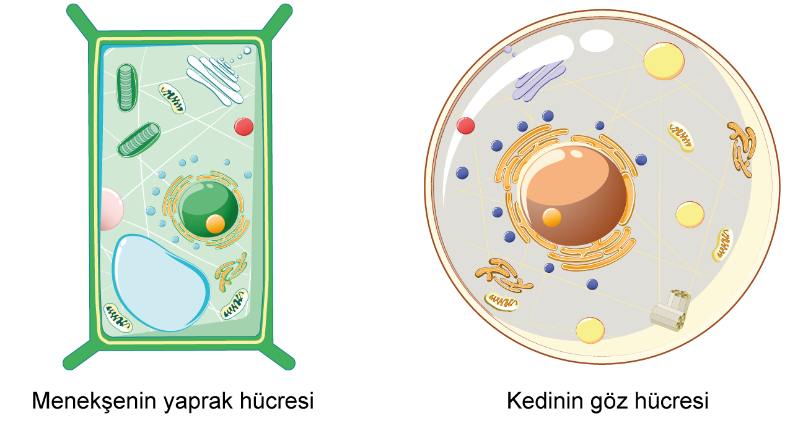 Menekşenin yaprak hücresi
Kedinin göz hücresi